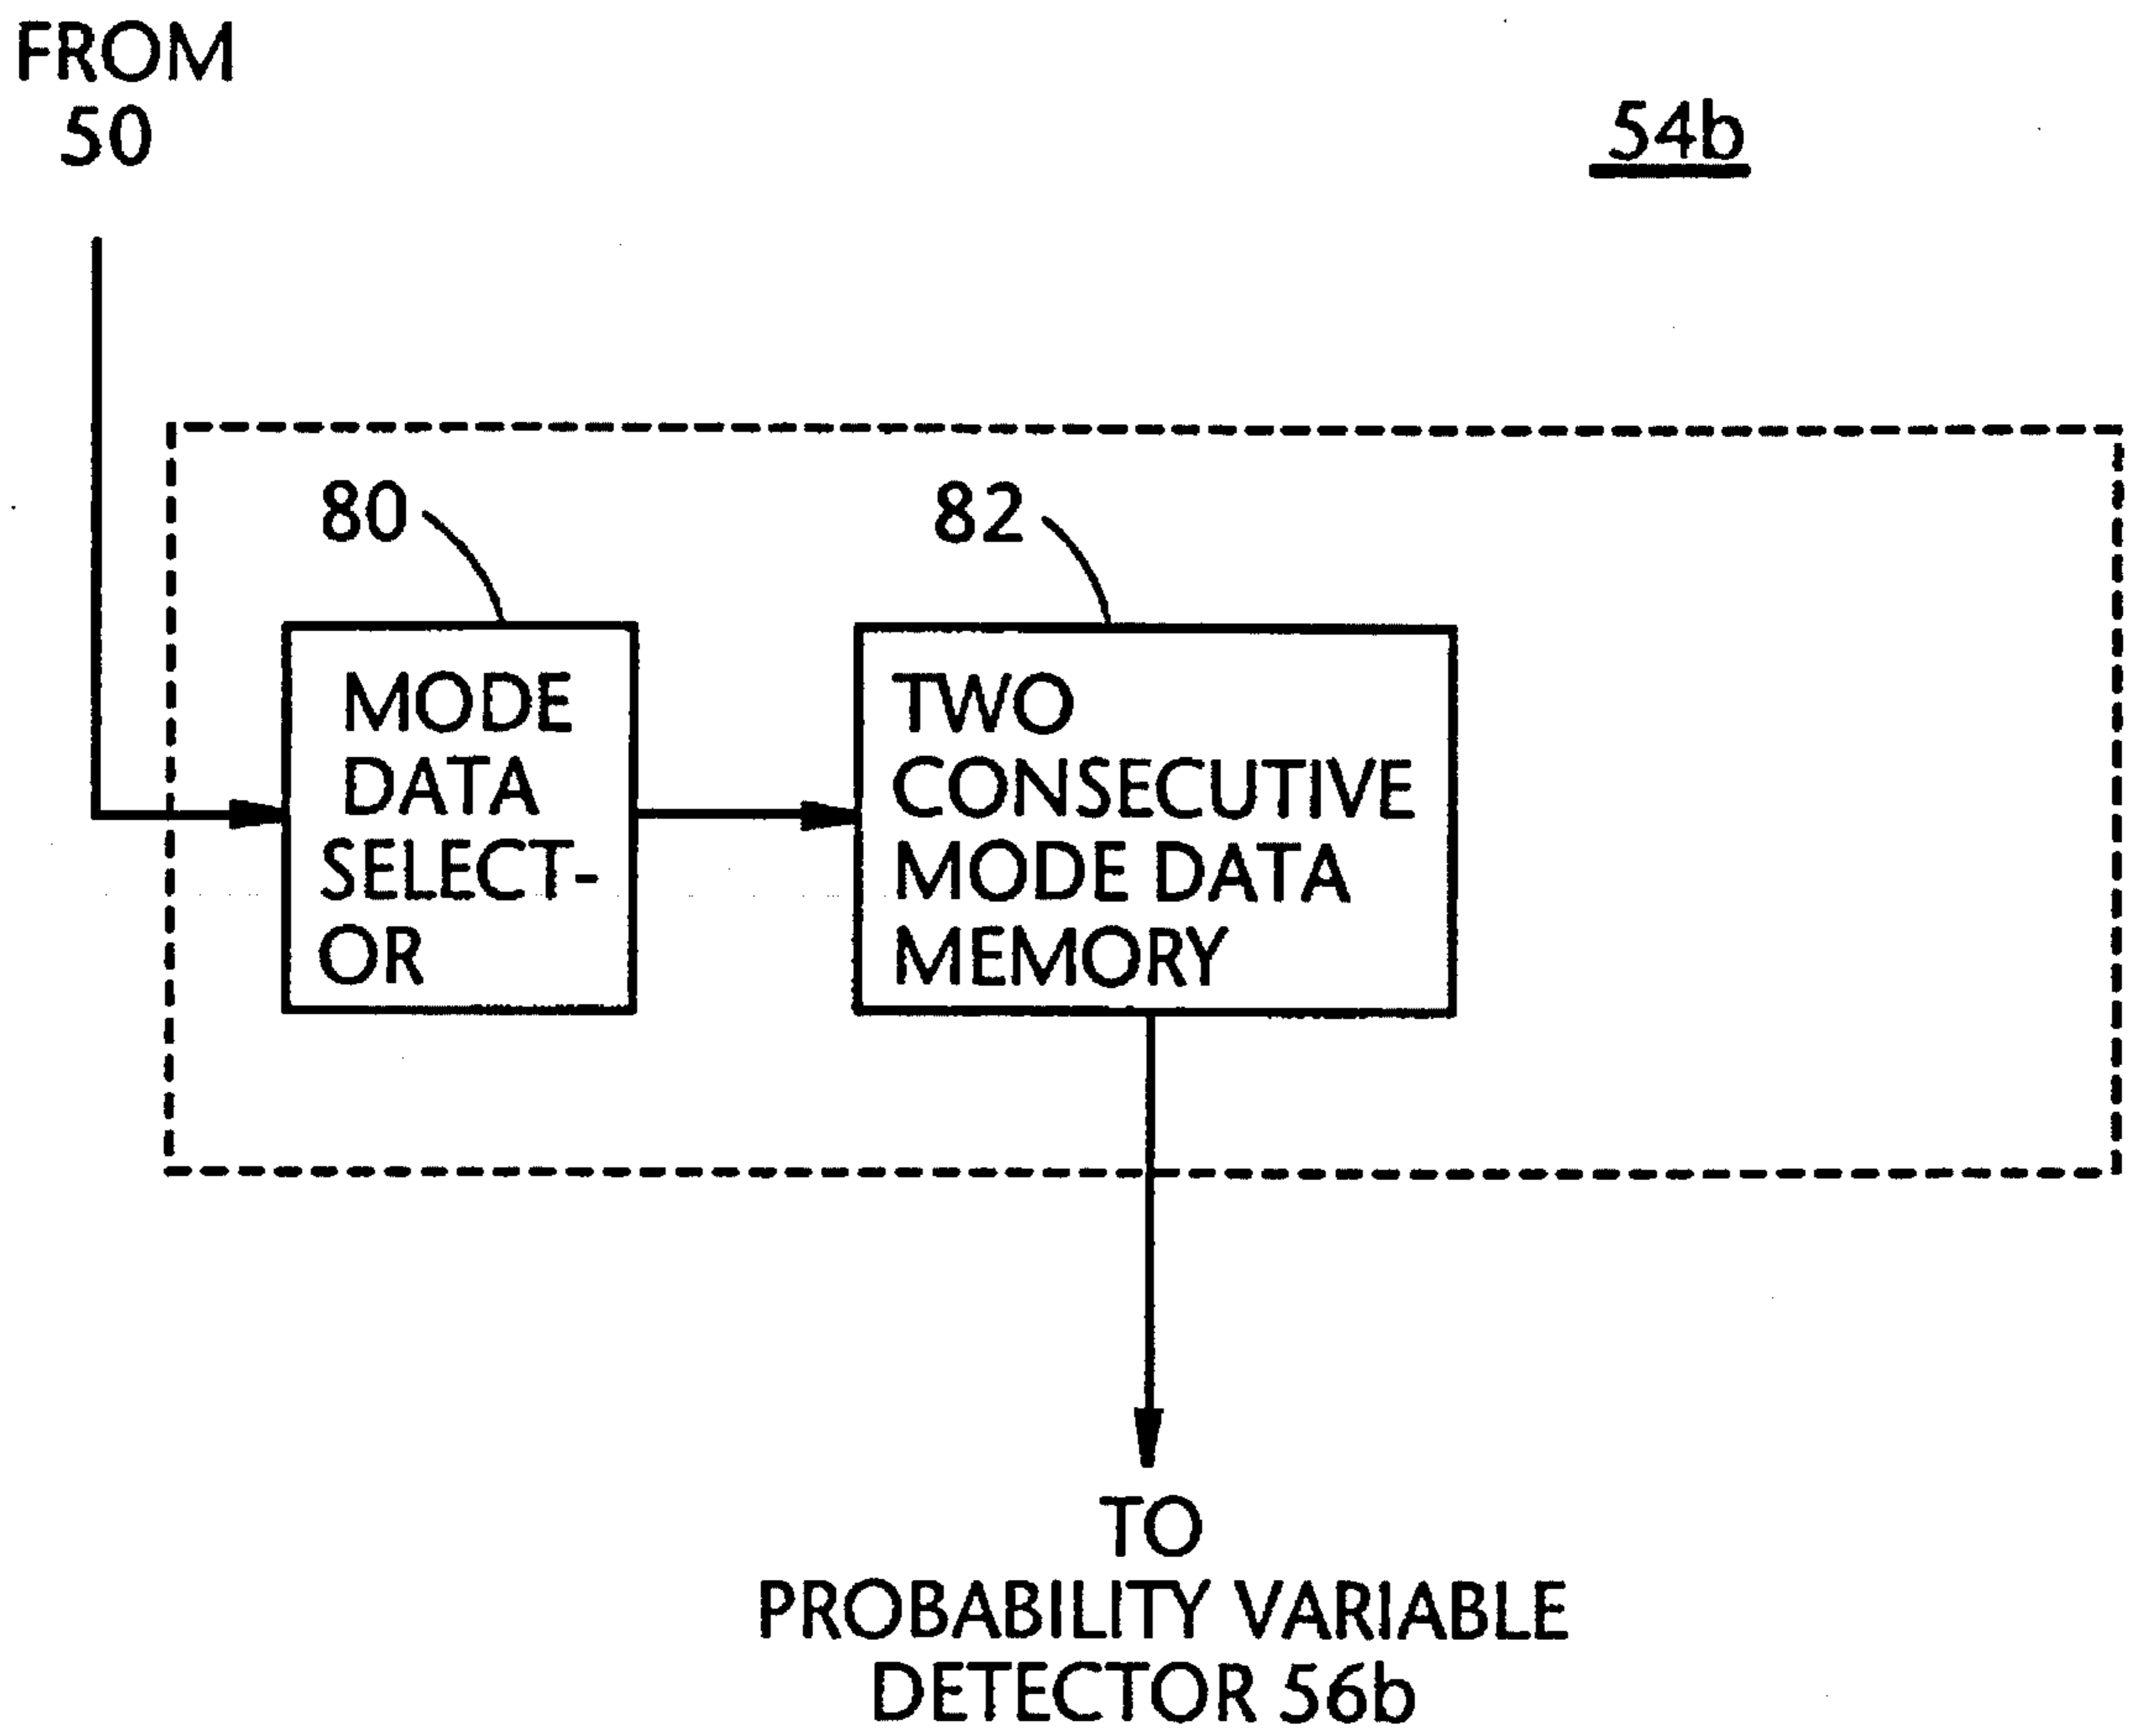 FROM
50
54b
80
82
MODE
DATA
SELECT-
OR
TWO
CONSECUTIVE
MODE DATA
MEMORY
TO
PROBABILITY VARIABLE
DETECTOR 56b